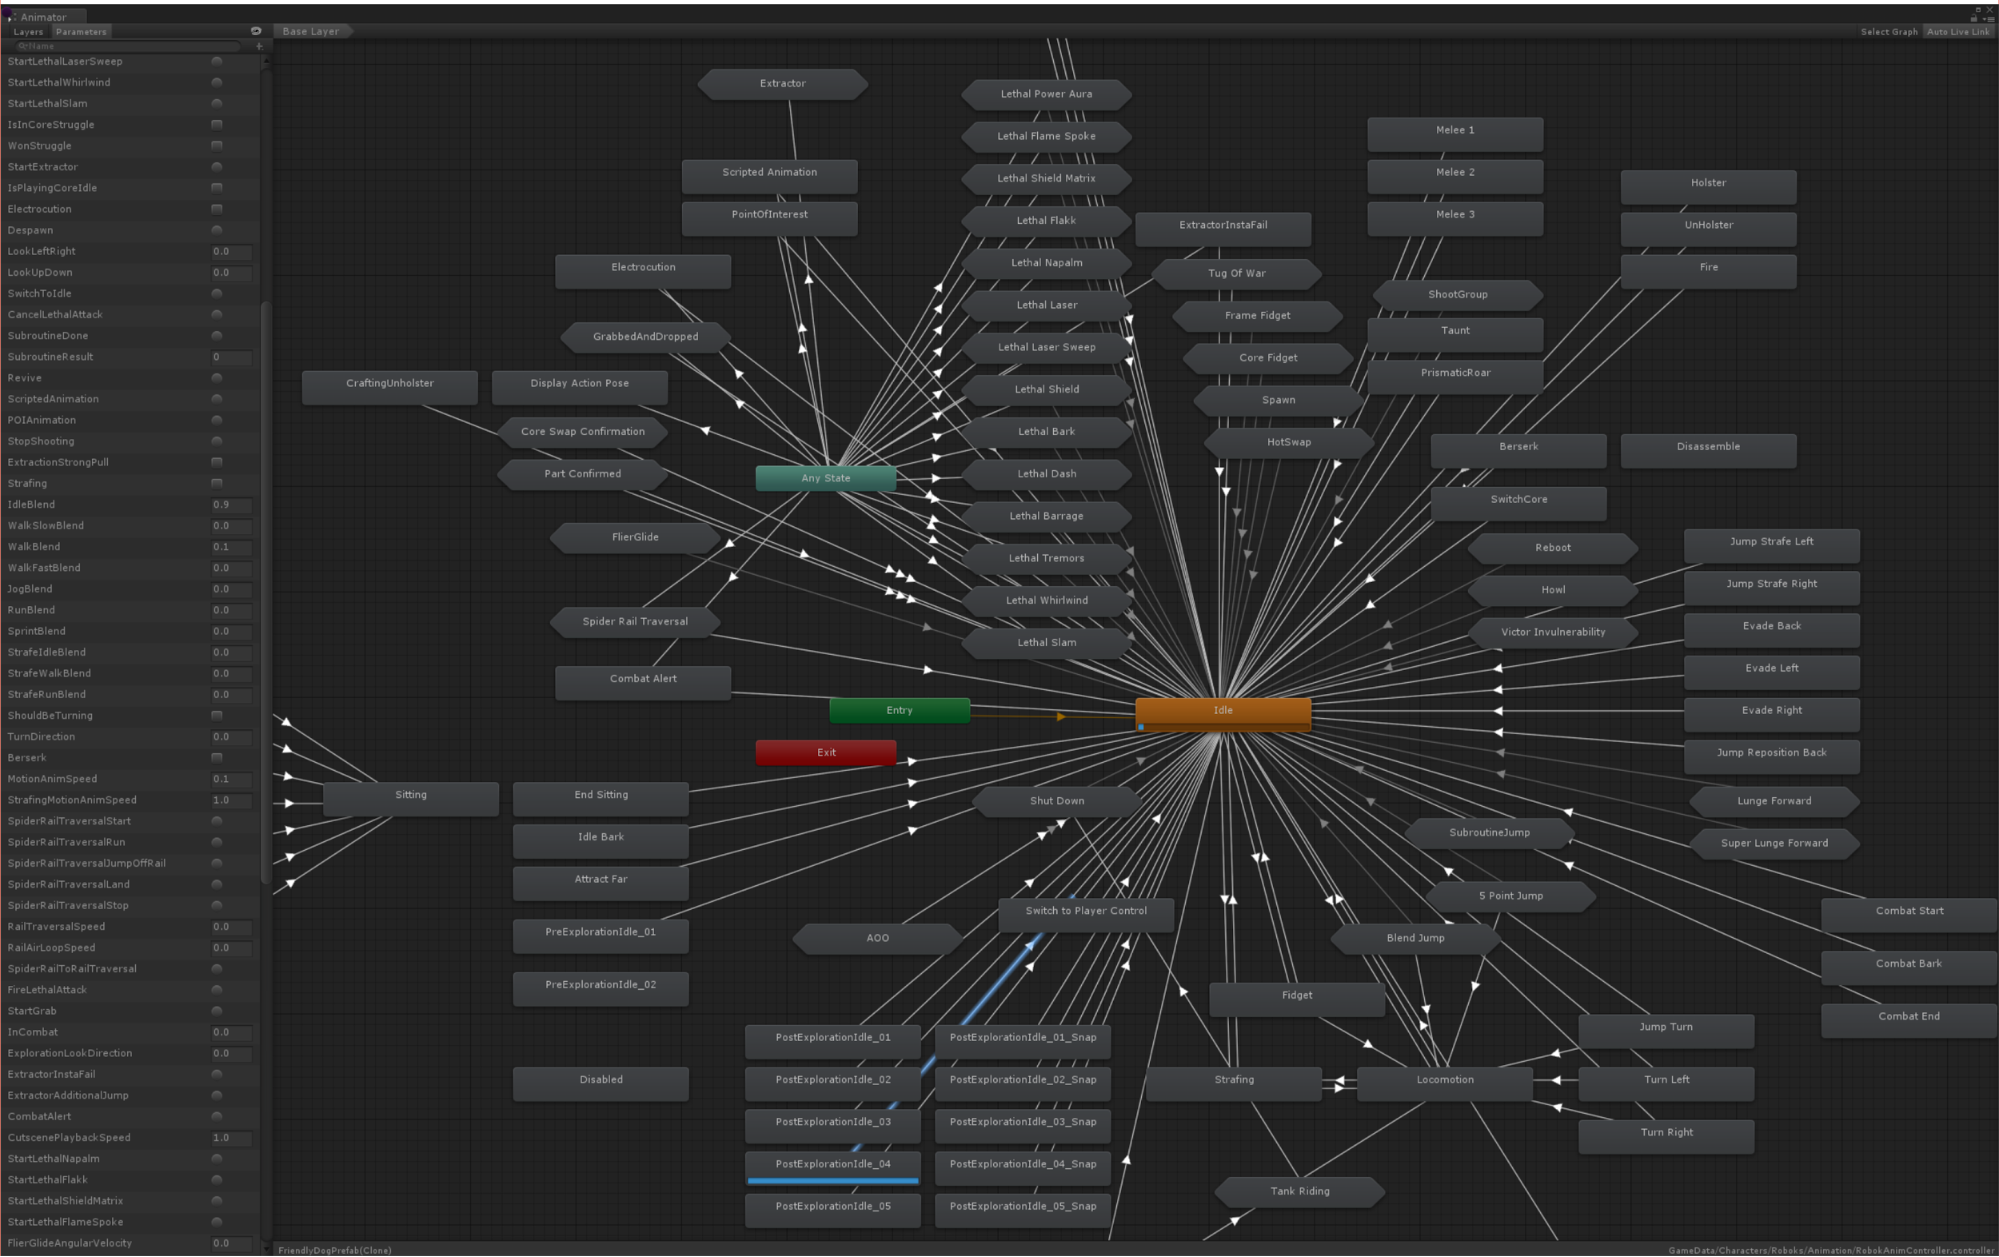 Animator
Layers
Parameters
Name
Base Layer
Select Graph
Auto Live Link
StartLethalLaserSweep
StartLethalWhirlwind
StartLethalSlam
IsInCoreStruggle
WonStruggle
StartExtractor
IsPlayingCoreIdle
Electrocution
Despawn
LookLeftRight 0.0
LookUpDown 0.0
SwitchToIdle
CancelLethalAttack
SubroutineDone
SubroutineResult 0
Revive
ScriptedAnimation
POIAnimation
StopShooting
ExtractionStrongPull
Strafing
IdleBlend 0.9
WalkSlowBlend 0.0
WalkBlend 0.1
WalkFastBlend 0.0
JogBlend 0.0
RunBlend 0.0
SprintBlend 0.0
StrafeIdleBlend 0.0
StrafeWalkBlend 0.0
StrafeRunBlend 0.0
ShouldBeTurning
TurnDirection 0.0
Berserk
MotionAnimSpeed 0.1
StrafingMotionAnimSpeed 1.0
SpiderRailTraversalStart
SpiderRailTraversalRun
SpiderRailTraversalJumpOffRail
SpiderRailTraversalLand
SpiderRailTraversalStop
RailTraversalSpeed 0.0
RailAirLoopSpeed 0.0
SpiderRailToRailTraversal
FireLethalAttack
StartGrab
InCombat 0.0
ExplorationLookDirection 0.0
ExtractorInstaFail
ExtractorAdditionalJump
CombatAlert
CutscenePlaybackSpeed 1.0
StartLethalNapalm
StartLethalFlakk
StartLethalShieldMatrix
StartLethalFlameSpoke
FlierGlideAngularVelocity 0.0
Extractor
Scripted Animation
PointOfInterest
Electrocution
GrabbedAndDropped
CraftingUnholster
Display Action Pose
Core Swap Confirmation
Part Confirmed
Any State
FlierGlide
Spider Rail Traversal
Combat Alert
Entry
Exit
Lethal Power Aura
Lethal Flame Spoke
Lethal Shield Matrix
Lethal Flakk
Lethal Napalm
Lethal Laser
Lethal Laser Sweep
Lethal Shield
Lethal Bark
Lethal Dash
Lethal Barrage
Lethal Tremors
Lethal Whirlwind
Lethal Slam
ExtractorInstaFail
Tug Of War
Frame Fidget
Core Fidget
Spawn
HotSwap
Melee 1
Melee 2
Melee 3
ShootGroup
Taunt
PrismaticRoar
Holster
UnHolster
Fire
Berserk
Disassemble
SwitchCore
Reboot
Howl
Victor Invulnerability
Jump Strafe Left
Jump Strafe Right
Evade Back
Evade Left
Evade Right
Jump Reposition Back
Lunge Forward
Super Lunge Forward
Idle
Sitting
End Sitting
Idle Bark
Attract Far
PreExplorationIdle_01
PreExplorationIdle_02
Disabled
Shut Down
AOO
Switch to Player Control
SubroutineJump
5 Point Jump
Blend Jump
Combat Start
Combat Bark
Combat End
Fidget
Strafing
Locomotion
Jump Turn
Turn Left
Turn Right
Tank Riding
PostExplorationIdle_01
PostExplorationIdle_02
PostExplorationIdle_03
PostExplorationIdle_04
PostExplorationIdle_05
PostExplorationIdle_01_Snap
PostExplorationIdle_02_Snap
PostExplorationIdle_03_Snap
PostExplorationIdle_04_Snap
PostExplorationIdle_05_Snap
FriendlyDogPrefab(Clone)
GameData/Characters/Roboks/Animation/RobokAnimController.controller